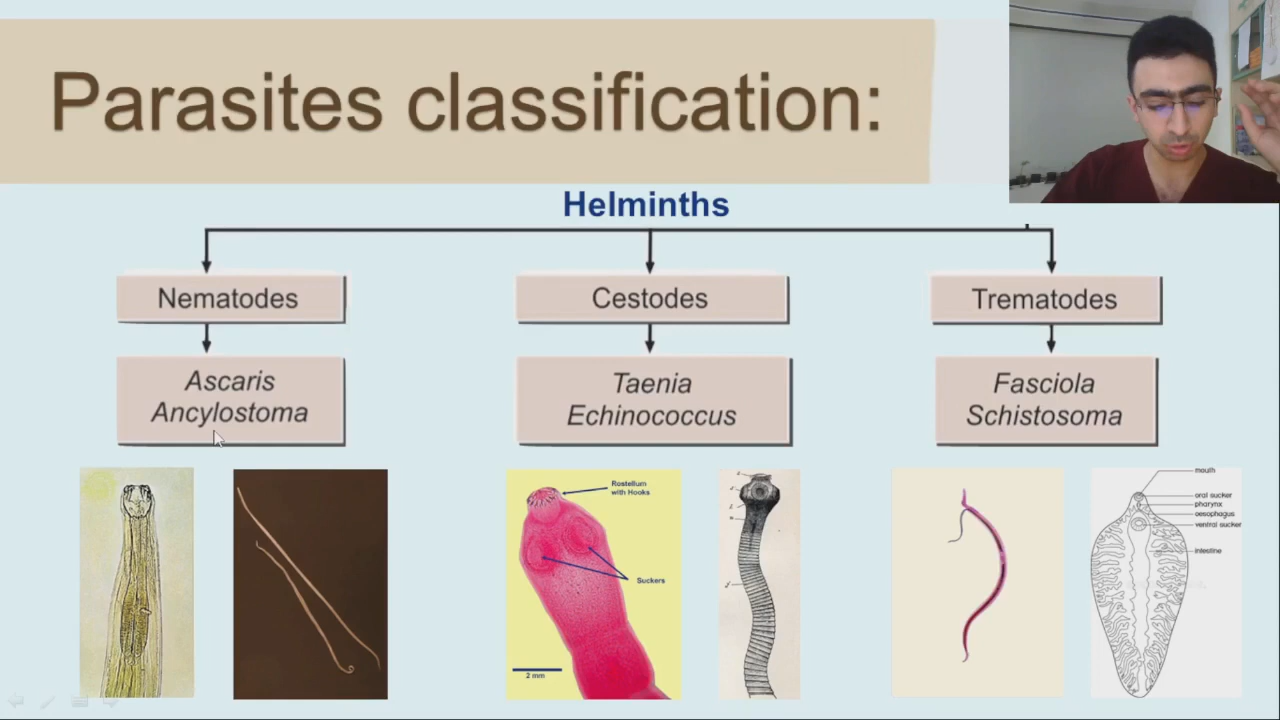 Parasites classification:
Helminths
Nematodes
Cestodes
Trematodes
Ascaris
Ancylostoma
Taenia
Echinococcus
Fasciola
Schistosoma
Rostellum
with Hooks
Suckers
2 mm
mouth
oral sucker
pharynx
oesophagus
ventral sucker
intestine